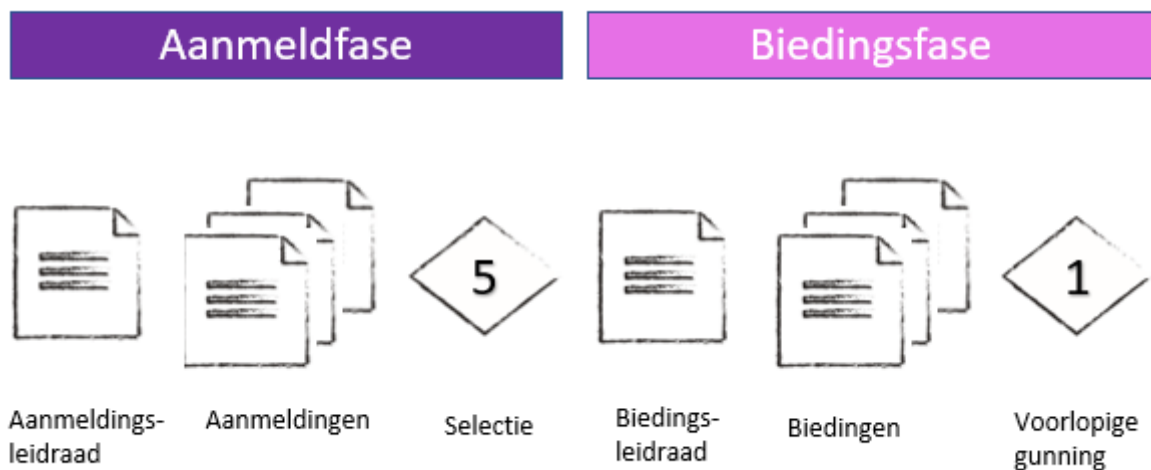 Aanmeldfase
Biedingsfase
5
1
Aanmeldings-
leidraad
Aanmeldingen
Selectie
Biedings-
leidraad
Biedingen
Voorlopige
gunning